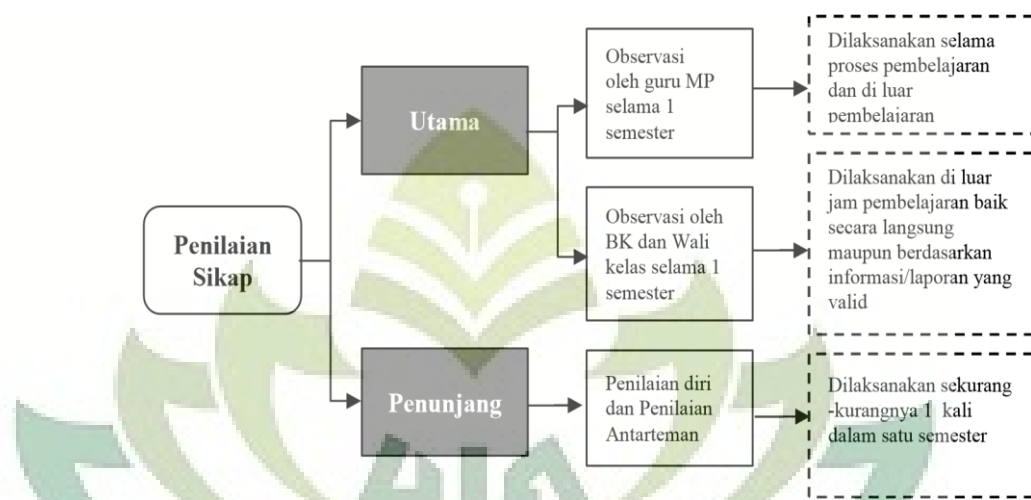 Penilaian
Sikap
Utama
Penunjang
Observasi
oleh guru MP
selama 1
semester
Observasi oleh
BK dan Wali
kelas selama 1
semester
Penilaian diri
dan Penilaian
Antarteman
Dilaksanakan selama
proses pembelajaran
dan di luar
pembelajaran
Dilaksanakan di luar
jam pembelajaran baik
secara langsung
maupun berdasarkan
informasi/laporan yang
valid
Dilaksanakan sekurang
-kurangnya 1 kali
dalam satu semester